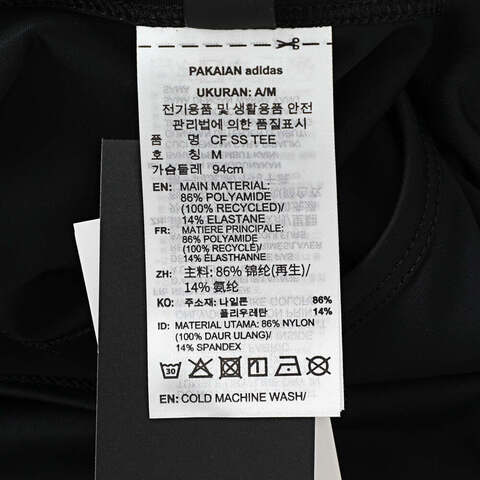 PAKAIAN adidas
UKURAN: A/M
전기용품 및 생활용품 안전
관리법에 의한 품질표시
품 명 CF SS TEE
호 칭 M
가슴둘레 94cm
EN: MAIN MATERIAL:
86% POLYAMIDE
(100% RECYCLED)/
14% ELASTANE
FR: MATIERE PRINCIPALE:
86% POLYAMIDE
(100% RECYCLÉ)/
14% ÉLASTHANNE
ZH: 主料: 86% 锦纶(再生)/
14% 氨纶
KO: 주소재: 나일론 86%
폴리우레탄 14%
ID: MATERIAL UTAMA: 86% NYLON
(100% DAUR ULANG)/
14% SPANDEX
30
EN: COLD MACHINE WASH/